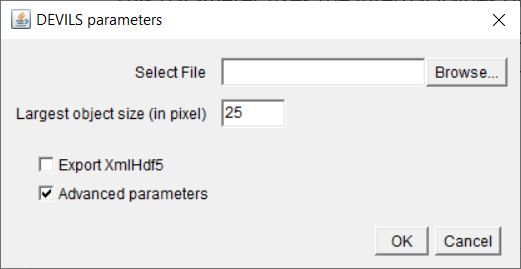 DEVILS parameters
Select File
Browse...
Largest object size (in pixel)
25
Export XmlHdf5
Advanced parameters
OK
Cancel